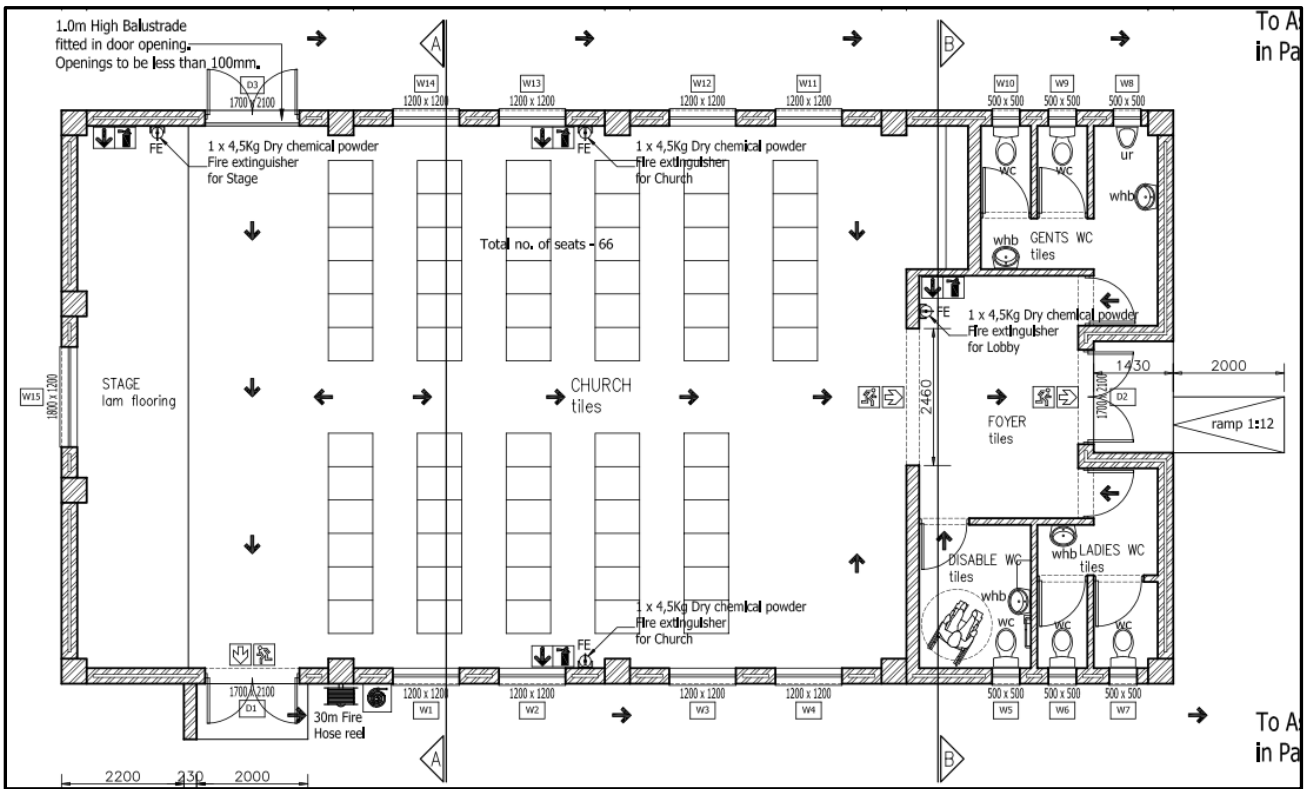 1.0m High Balustrade
fitted in door opening.
Openings to be less than 100mm.
To A
in Pa
A
B
D3
1700 x 2100
W14
1200 x 1200
W13
1200 x 1200
W12
1200 x 1200
W11
1200 x 1200
W10
500 x 500
W9
500 x 500
W8
500 x 500
FE
1 x 4,5Kg Dry chemical powder
Fire extinguisher
for Stage
FE
1 x 4,5Kg Dry chemical powder
Fire extinguisher
for Church
wc
wc
ur
whb
whb
GENTS WC
tiles
Total no. of seats - 66
FE
1 x 4,5Kg Dry chemical powder
Fire extinguisher
for Lobby
W15
1800 x 1200
STAGE
lam flooring
CHURCH
tiles
2460
FOYER
tiles
1700 x 2100
D2
1430
2000
ramp 1:12
DISABLE WC
tiles
whb
wc
whb
LADIES WC
tiles
wc
wc
1 x 4,5Kg Dry chemical powder
Fire extinguisher
for Church
FE
1700 x 2100
D1
30m Fire
Hose reel
1200 x 1200
W1
1200 x 1200
W2
1200 x 1200
W3
1200 x 1200
W4
500 x 500
W5
500 x 500
W6
500 x 500
W7
A
B
To A
in Pa
2200
230
2000